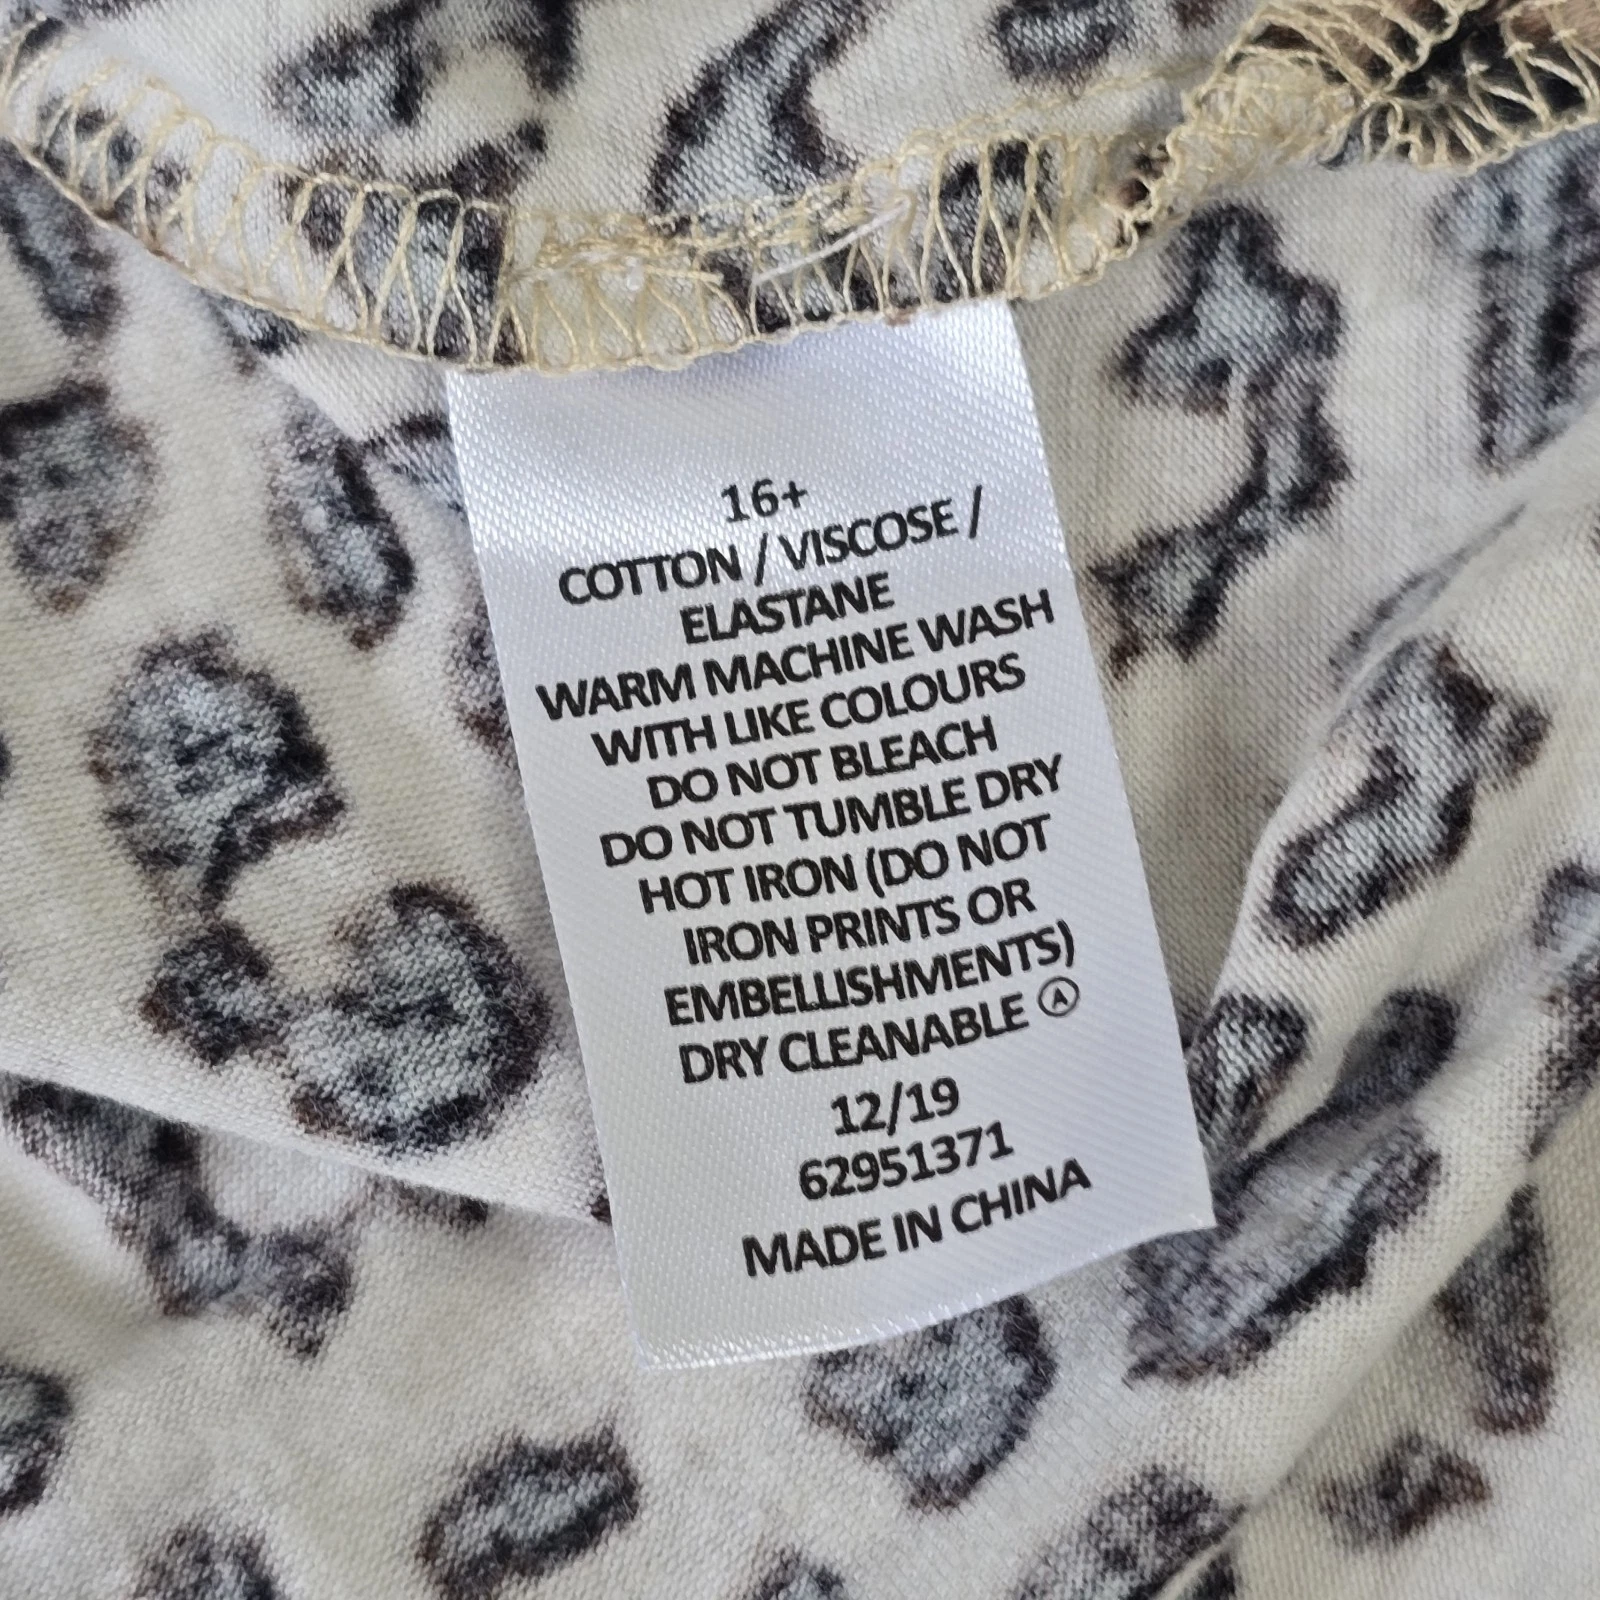 16+
COTTON / VISCOSE /
ELASTANE
WARM MACHINE WASH
WITH LIKE COLOURS
DO NOT BLEACH
DO NOT TUMBLE DRY
HOT IRON (DO NOT
IRON PRINTS OR
EMBELLISHMENTS)
DRY CLEANABLE Ⓐ
12/19
62951371
MADE IN CHINA